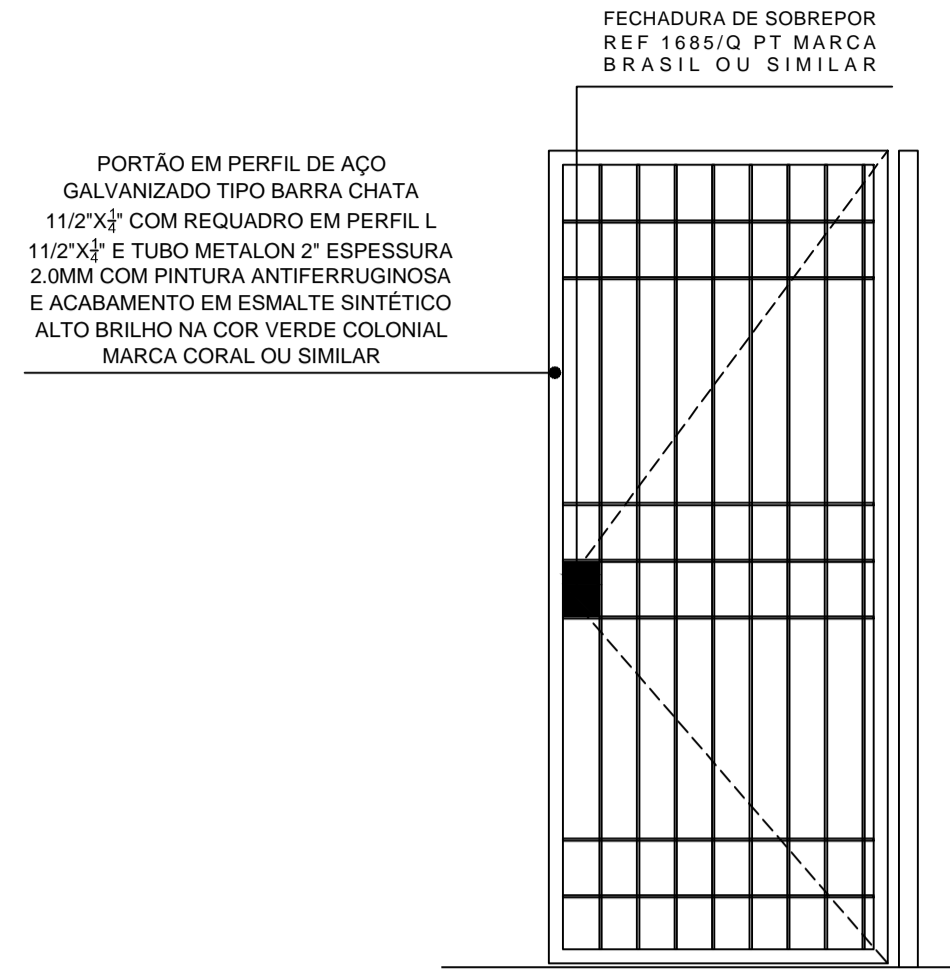 FECHADURA DE SOBREPOR
REF 1685/Q PT MARCA
BRASIL OU SIMILAR
PORTÃO EM PERFIL DE AÇO
GALVANIZADO TIPO BARRA CHATA
11/2"X1/4" COM REQUADRO EM PERFIL L
11/2"X1/4" E TUBO METALON 2" ESPESSURA
2.0MM COM PINTURA ANTIFERRUGINOSA
E ACABAMENTO EM ESMALTE SINTÉTICO
ALTO BRILHO NA COR VERDE COLONIAL
MARCA CORAL OU SIMILAR